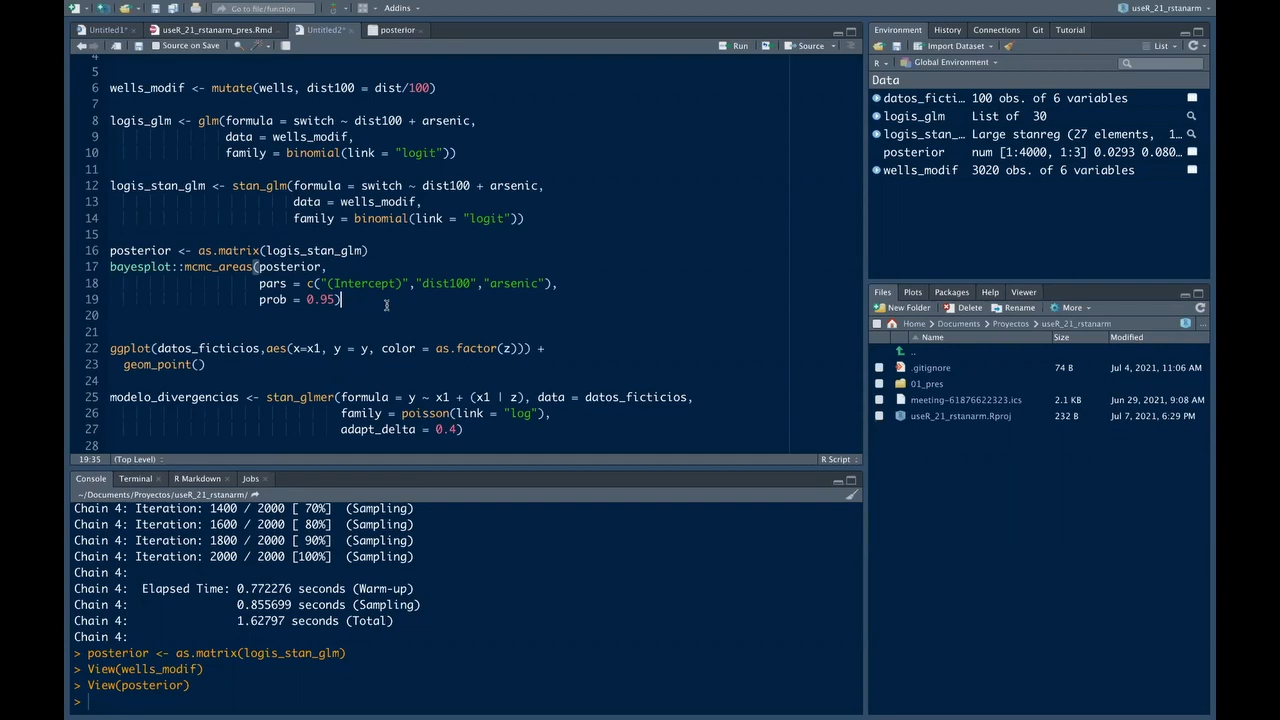 Go to file/function
Addins
useR_21_rstanarm
Untitled1*
useR_21_rstanarm_pres.Rmd
Untitled2*
posterior
Source on Save
Run
Source
4
5
6 wells_modif <- mutate(wells, dist100 = dist/100)
7
8 logis_glm <- glm(formula = switch ~ dist100 + arsenic,
9 data = wells_modif,
10 family = binomial(link = "logit"))
11
12 logis_stan_glm <- stan_glm(formula = switch ~ dist100 + arsenic,
13 data = wells_modif,
14 family = binomial(link = "logit"))
15
16 posterior <- as.matrix(logis_stan_glm)
17 bayesplot::mcmc_areas(posterior,
18 pars = c("(Intercept)","dist100","arsenic"),
19 prob = 0.95)
20
21
22 ggplot(datos_ficticios,aes(x=x1, y = y, color = as.factor(z))) +
23 geom_point()
24
25 modelo_divergencias <- stan_glmer(formula = y ~ x1 + (x1 | z), data = datos_ficticios,
26 family = poisson(link = "log"),
27 adapt_delta = 0.4)
28
19:35 (Top Level) R Script
Console Terminal R Markdown Jobs
~/Documents/Proyectos/useR_21_rstanarm/
Chain 4: Iteration: 1400 / 2000 [ 70%] (Sampling)
Chain 4: Iteration: 1600 / 2000 [ 80%] (Sampling)
Chain 4: Iteration: 1800 / 2000 [ 90%] (Sampling)
Chain 4: Iteration: 2000 / 2000 [100%] (Sampling)
Chain 4:
Chain 4: Elapsed Time: 0.772276 seconds (Warm-up)
Chain 4: 0.855699 seconds (Sampling)
Chain 4: 1.62797 seconds (Total)
Chain 4:
> posterior <- as.matrix(logis_stan_glm)
> View(wells_modif)
> View(posterior)
>
Environment History Connections Git Tutorial
Import Dataset List
R Global Environment
Data
datos_ficti… 100 obs. of 6 variables
logis_glm List of 30
logis_stan_… Large stanreg (27 elements, 1…
posterior num [1:4000, 1:3] 0.0293 0.080…
wells_modif 3020 obs. of 6 variables
Files Plots Packages Help Viewer
New Folder Delete Rename More
Home Documents Proyectos useR_21_rstanarm ...
Name Size Modified
..
.gitignore 74 B Jul 4, 2021, 11:06 AM
01_pres
meeting-61876622323.ics 2.1 KB Jun 29, 2021, 9:08 AM
useR_21_rstanarm.Rproj 232 B Jul 7, 2021, 6:29 PM